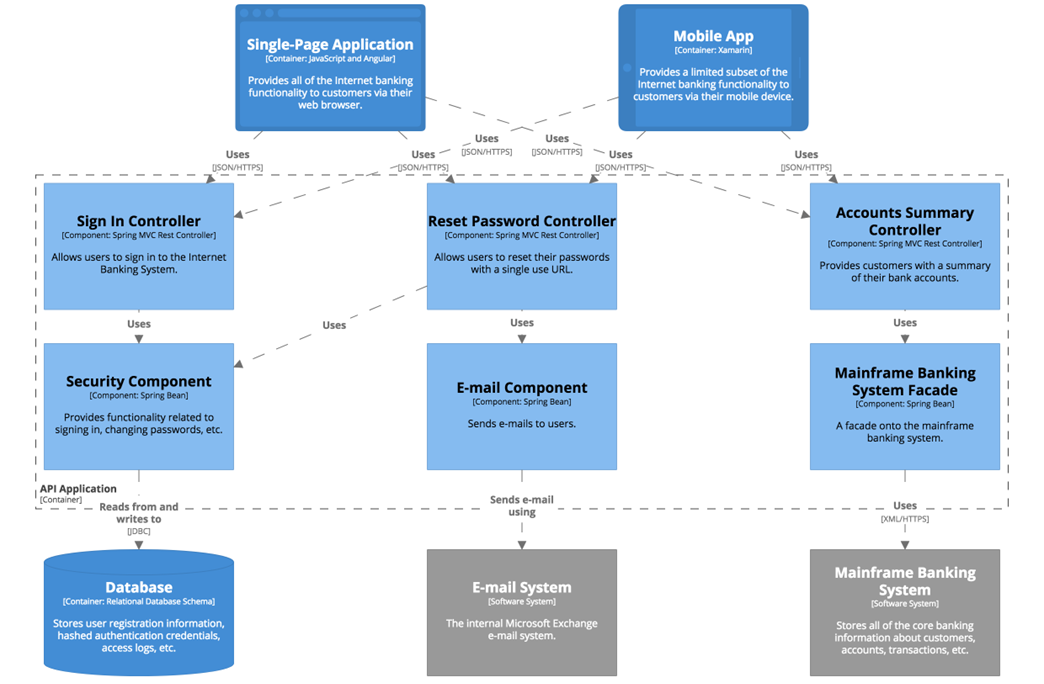 Single-Page Application
[Container: JavaScript and Angular]
Provides all of the Internet banking
functionality to customers via their
web browser.
Mobile App
[Container: Xamarin]
Provides a limited subset of the
Internet banking functionality to
customers via their mobile device.
Uses
[JSON/HTTPS]
Uses
[JSON/HTTPS]
Uses
[JSON/HTTPS]
Uses
[JSON/HTTPS]
Uses
[JSON/HTTPS]
Uses
[JSON/HTTPS]
Sign In Controller
[Component: Spring MVC Rest Controller]
Allows users to sign in to the Internet
Banking System.
Reset Password Controller
[Component: Spring MVC Rest Controller]
Allows users to reset their passwords
with a single use URL.
Accounts Summary
Controller
[Component: Spring MVC Rest Controller]
Provides customers with a summary
of their bank accounts.
Uses
Uses
Uses
Uses
Security Component
[Component: Spring Bean]
Provides functionality related to
signing in, changing passwords, etc.
E-mail Component
[Component: Spring Bean]
Sends e-mails to users.
Mainframe Banking
System Facade
[Component: Spring Bean]
A facade onto the mainframe
banking system.
API Application
[Container]
Reads from and
writes to
[JDBC]
Sends e-mail
using
Uses
[XML/HTTPS]
Database
[Container: Relational Database Schema]
Stores user registration information,
hashed authentication credentials,
access logs, etc.
E-mail System
[Software System]
The internal Microsoft Exchange
e-mail system.
Mainframe Banking
System
[Software System]
Stores all of the core banking
information about customers,
accounts, transactions, etc.